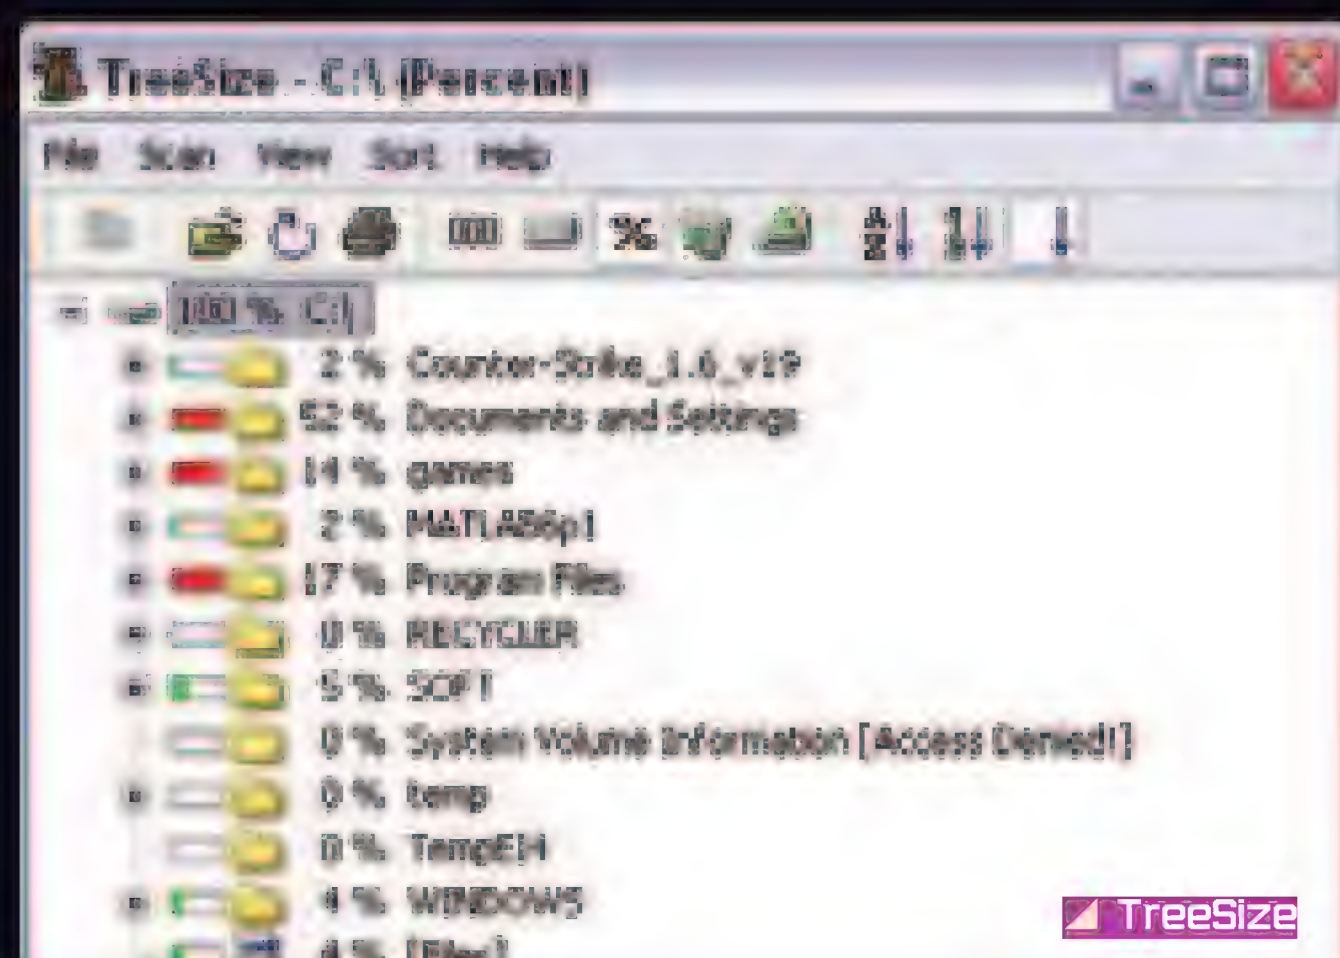 TreeSize - C:\ (Percent)
File Scan View Sort Help
100 % C:\
2 % Counter-Strike_1.6_v19
52 % Documents and Settings
14 % games
2 % MATLAB6p1
17 % Program Files
0 % RECYCLER
5 % SOFT
0 % System Volume Information [Access Denied!]
0 % temp
0 %
4 % WINDOWS
4 % [Files]
TreeSize